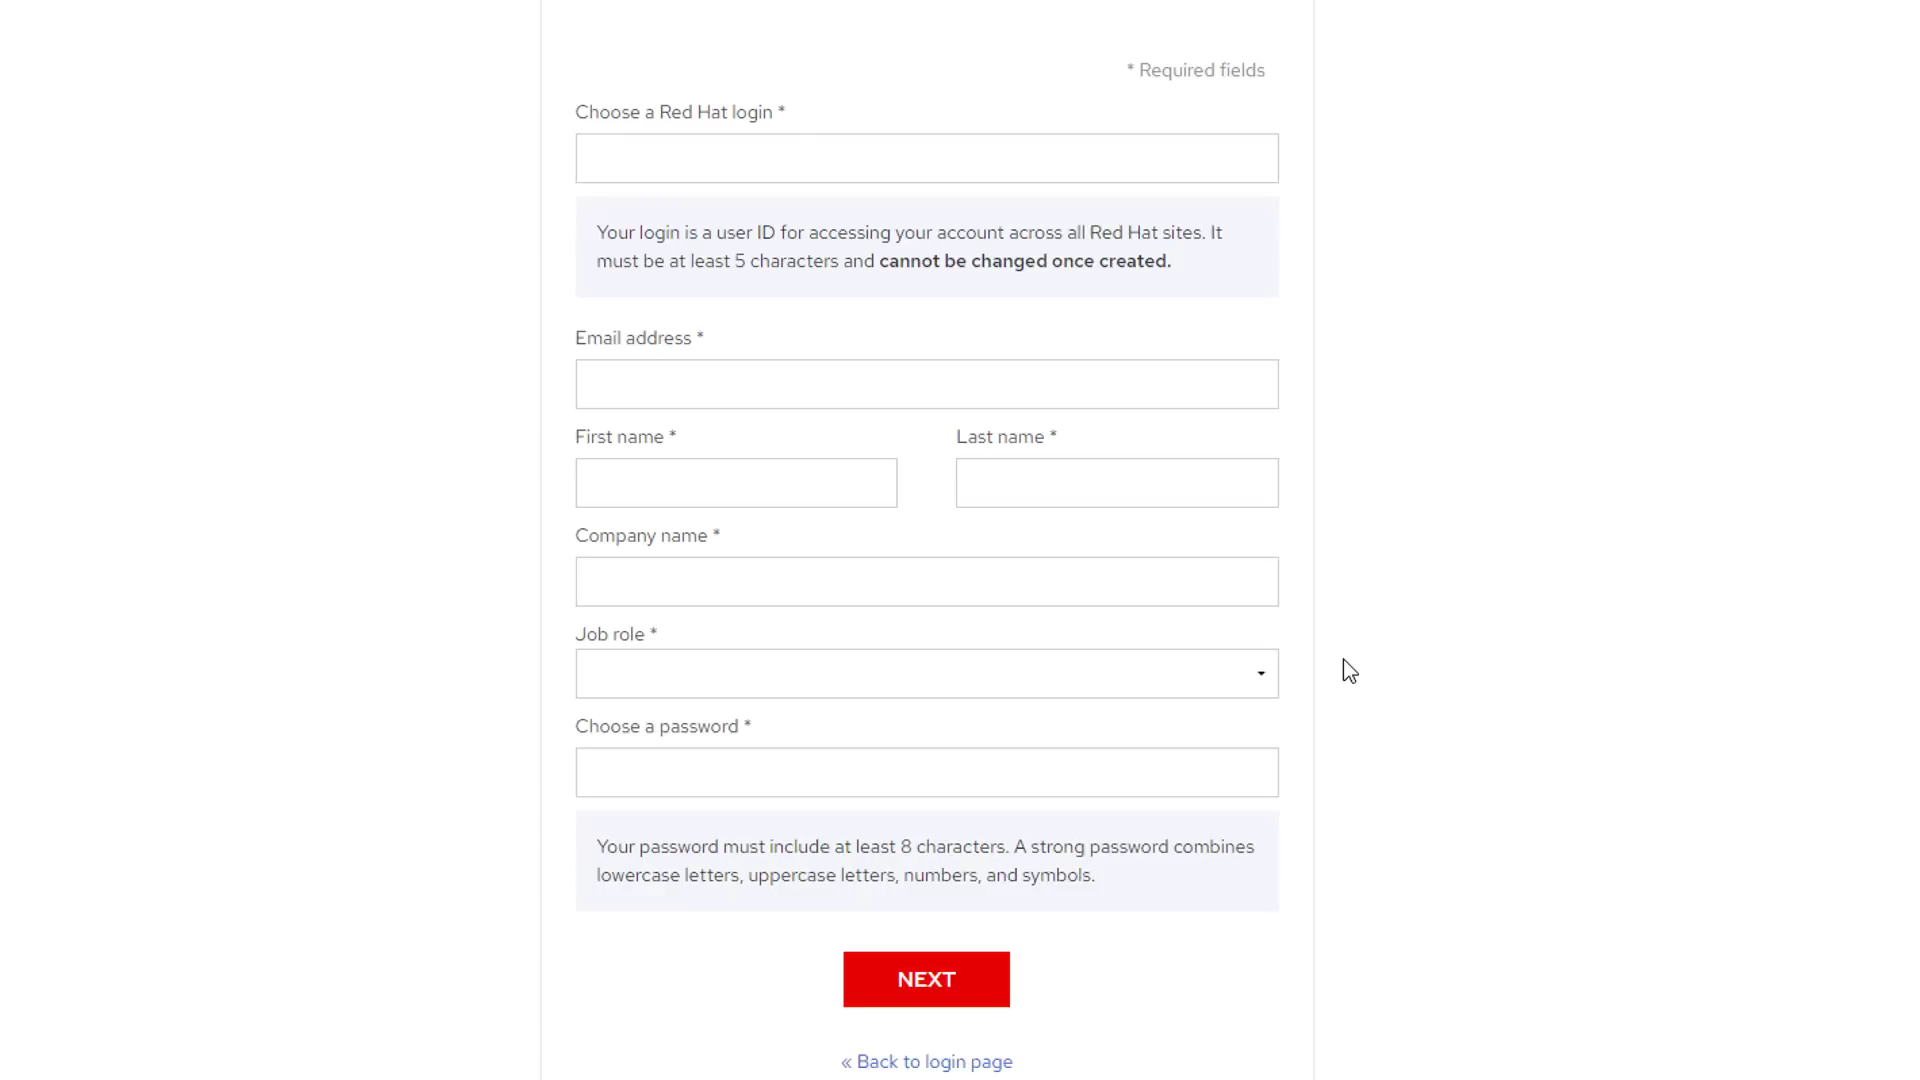 * Required fields
Choose a Red Hat login *
Your login is a user ID for accessing your account across all Red Hat sites. It
must be at least 5 characters and cannot be changed once created.
Email address *
First name *
Last name *
Company name *
Job role *
Choose a password *
Your password must include at least 8 characters. A strong password combines
lowercase letters, uppercase letters, numbers, and symbols.
NEXT
« Back to login page